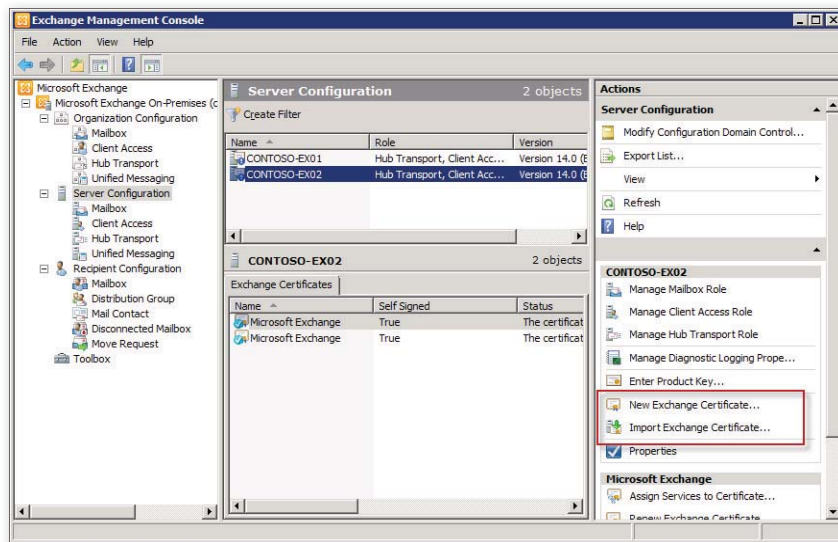 Exchange Management Console
File Action View Help
Microsoft Exchange
Microsoft Exchange On-Premises (c
Organization Configuration
Mailbox
Client Access
Hub Transport
Unified Messaging
Server Configuration
Mailbox
Client Access
Hub Transport
Unified Messaging
Recipient Configuration
Mailbox
Distribution Group
Mail Contact
Disconnected Mailbox
Move Request
Toolbox
Server Configuration 2 objects
Create Filter
Name Role Version
CONTOSO-EX01 Hub Transport, Client Acc... Version 14.0 (B
CONTOSO-EX02 Hub Transport, Client Acc... Version 14.0 (B
CONTOSO-EX02 2 objects
Exchange Certificates
Name Self Signed Status
Microsoft Exchange True The certificat
Microsoft Exchange True The certificat
Actions
Server Configuration
Modify Configuration Domain Control...
Export List...
View
Refresh
Help
CONTOSO-EX02
Manage Mailbox Role
Manage Client Access Role
Manage Hub Transport Role
Manage Diagnostic Logging Prope...
Enter Product Key...
New Exchange Certificate...
Import Exchange Certificate...
Properties
Microsoft Exchange
Assign Services to Certificate...
Renew Exchange Certificate